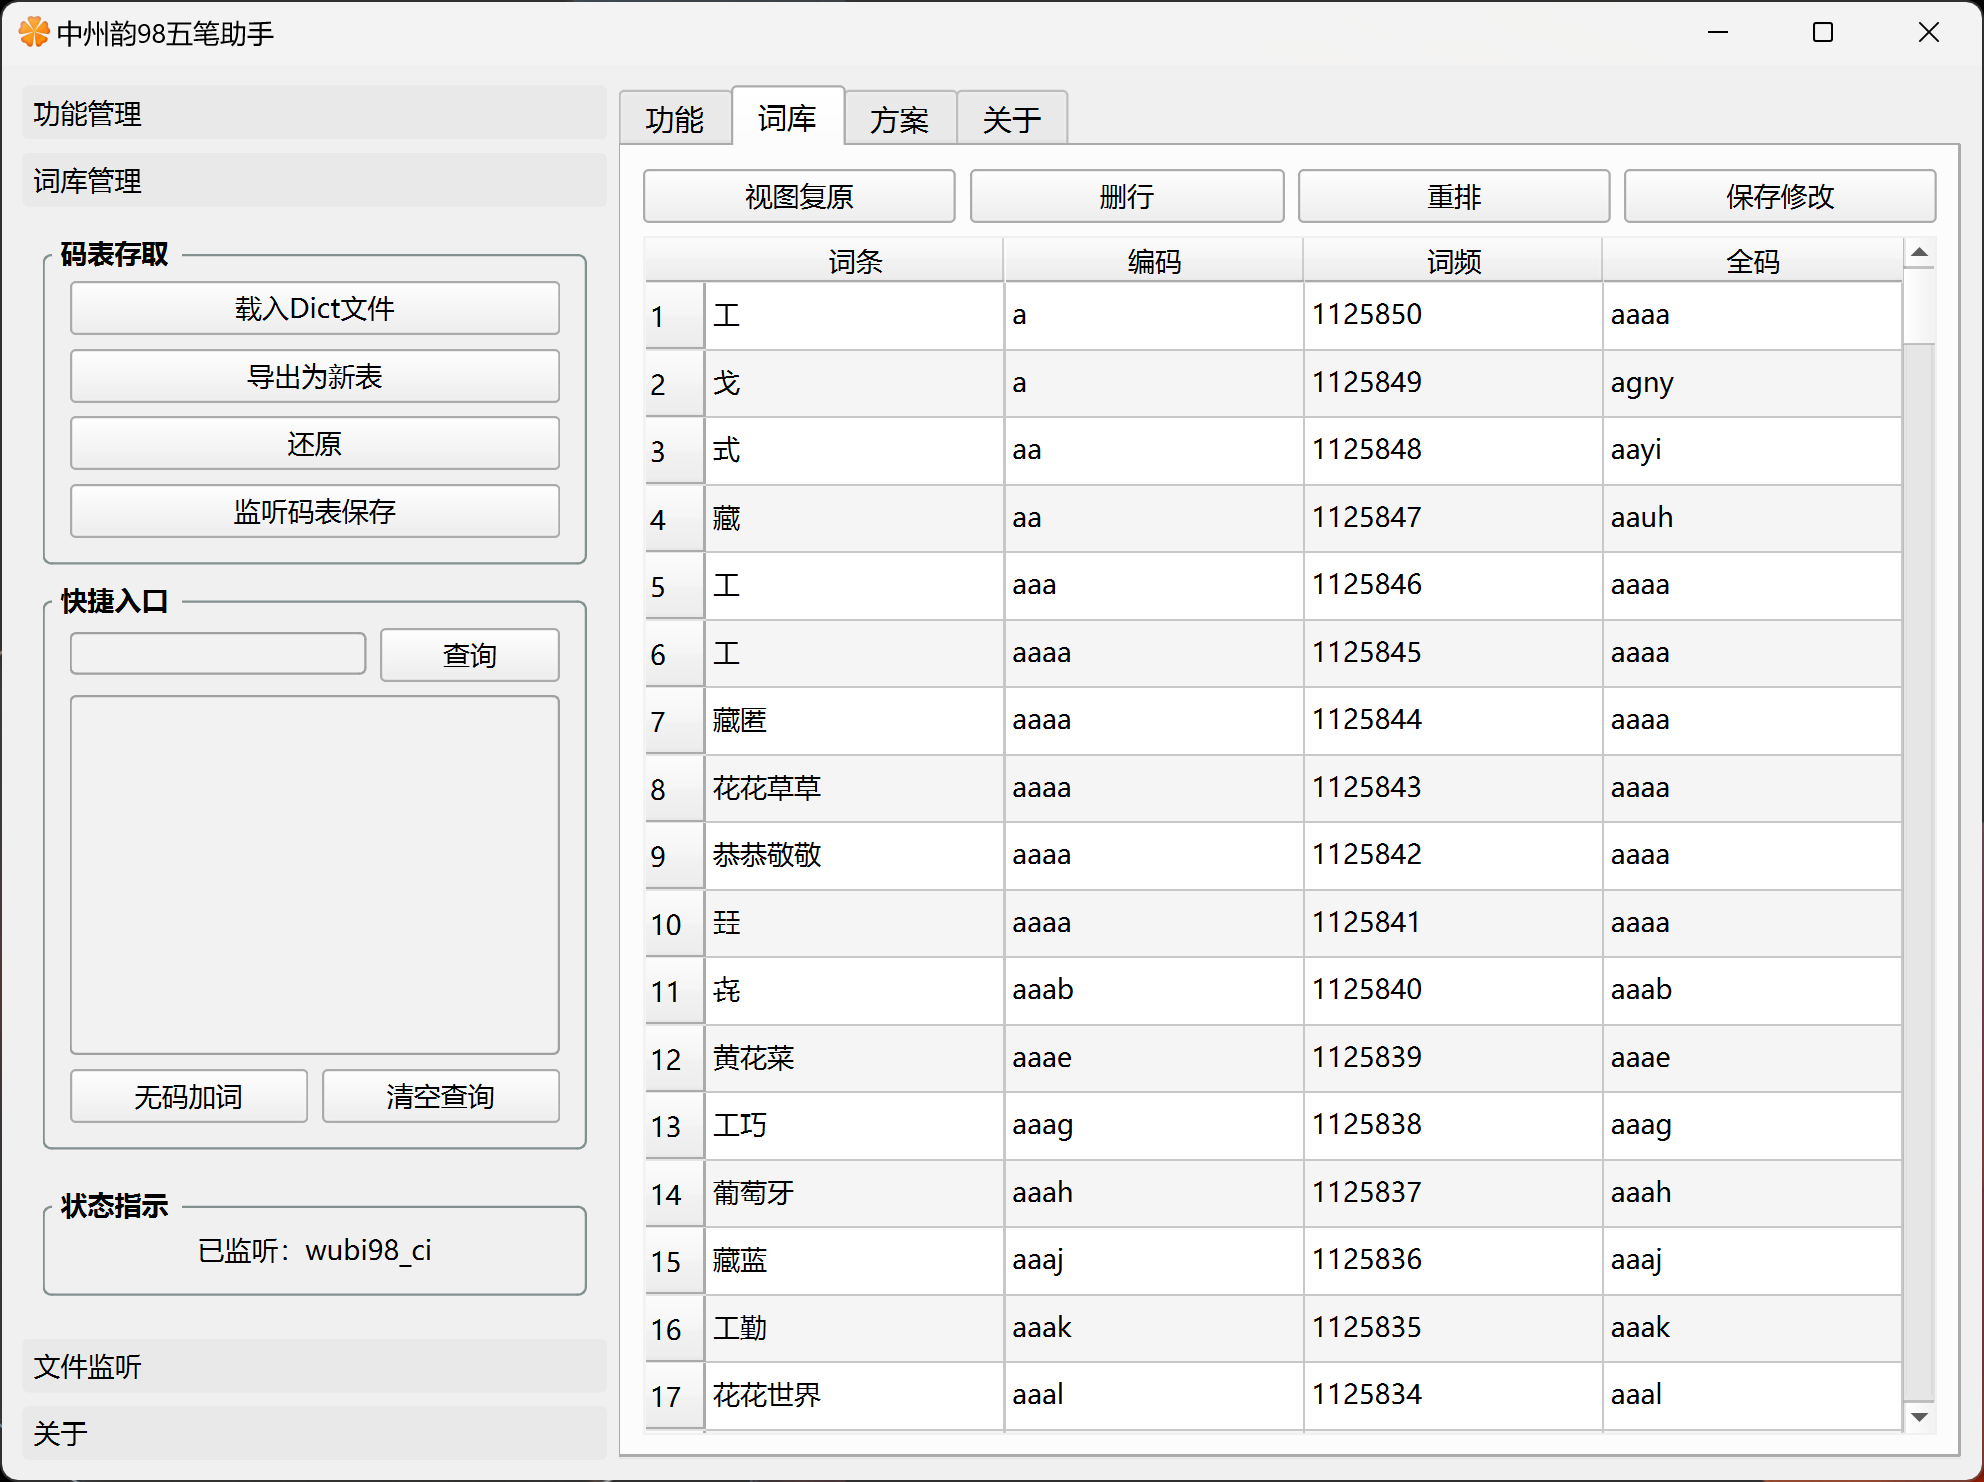 中州韵98五笔助手
功能管理
词库管理
码表存取
载入Dict文件
导出为新表
还原
监听码表保存
快捷入口
查询
无码加词 清空查询
状态指示
已监听：wubi98_ci
文件监听
关于
功能 词库 方案 关于
视图复原 删行 重排 保存修改
词条 编码 词频 全码
1 工 a 1125850 aaaa
2 戈 a 1125849 agny
3 式 aa 1125848 aayi
4 藏 aa 1125847 aauh
5 工 aaa 1125846 aaaa
6 工 aaaa 1125845 aaaa
7 藏匿 aaaa 1125844 aaaa
8 花花草草 aaaa 1125843 aaaa
9 恭恭敬敬 aaaa 1125842 aaaa
10 㠭 aaaa 1125841 aaaa
11 aaab 1125840 aaab
12 黄花菜 aaae 1125839 aaae
13 工巧 aaag 1125838 aaag
14 葡萄牙 aaah 1125837 aaah
15 藏蓝 aaaj 1125836 aaaj
16 工勤 aaak 1125835 aaak
17 花花世界 aaal 1125834 aaal